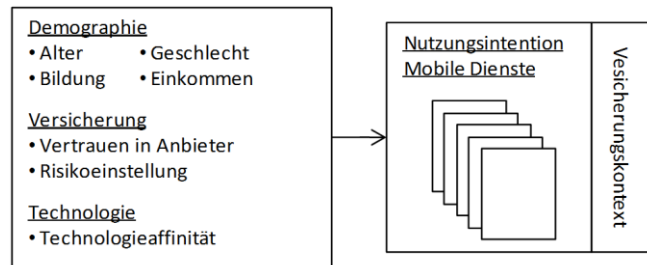 Demographie
• Alter • Geschlecht
• Bildung • Einkommen
Versicherung
• Vertrauen in Anbieter
• Risikoeinstellung
Technologie
• Technologieaffinität
Nutzungsintention
Mobile Dienste
Vesicherungskontext